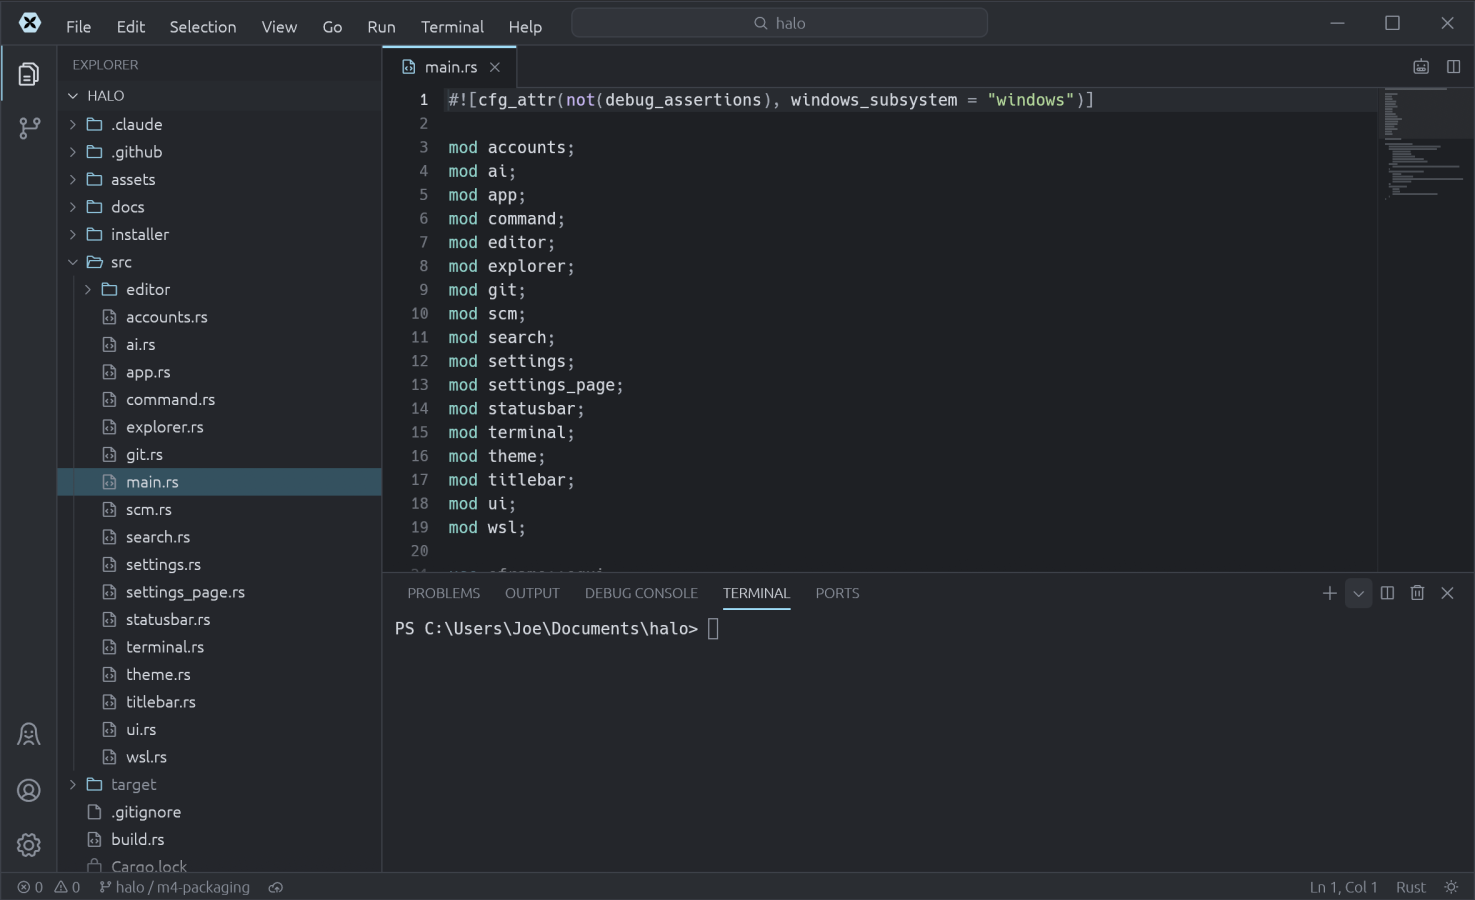 File Edit Selection View Go Run Terminal Help
halo
EXPLORER
HALO
.claude
.github
assets
docs
installer
src
editor
accounts.rs
ai.rs
app.rs
command.rs
explorer.rs
git.rs
main.rs
scm.rs
search.rs
settings.rs
settings_page.rs
statusbar.rs
terminal.rs
theme.rs
titlebar.rs
ui.rs
wsl.rs
target
.gitignore
build.rs
Cargo.lock
main.rs
1 #![cfg_attr(not(debug_assertions), windows_subsystem = "windows")]
2
3 mod accounts;
4 mod ai;
5 mod app;
6 mod command;
7 mod editor;
8 mod explorer;
9 mod git;
10 mod scm;
11 mod search;
12 mod settings;
13 mod settings_page;
14 mod statusbar;
15 mod terminal;
16 mod theme;
17 mod titlebar;
18 mod ui;
19 mod wsl;
20
PROBLEMS OUTPUT DEBUG CONSOLE TERMINAL PORTS
PS C:\Users\Joe\Documents\halo>
0 0 halo / m4-packaging Ln 1, Col 1 Rust